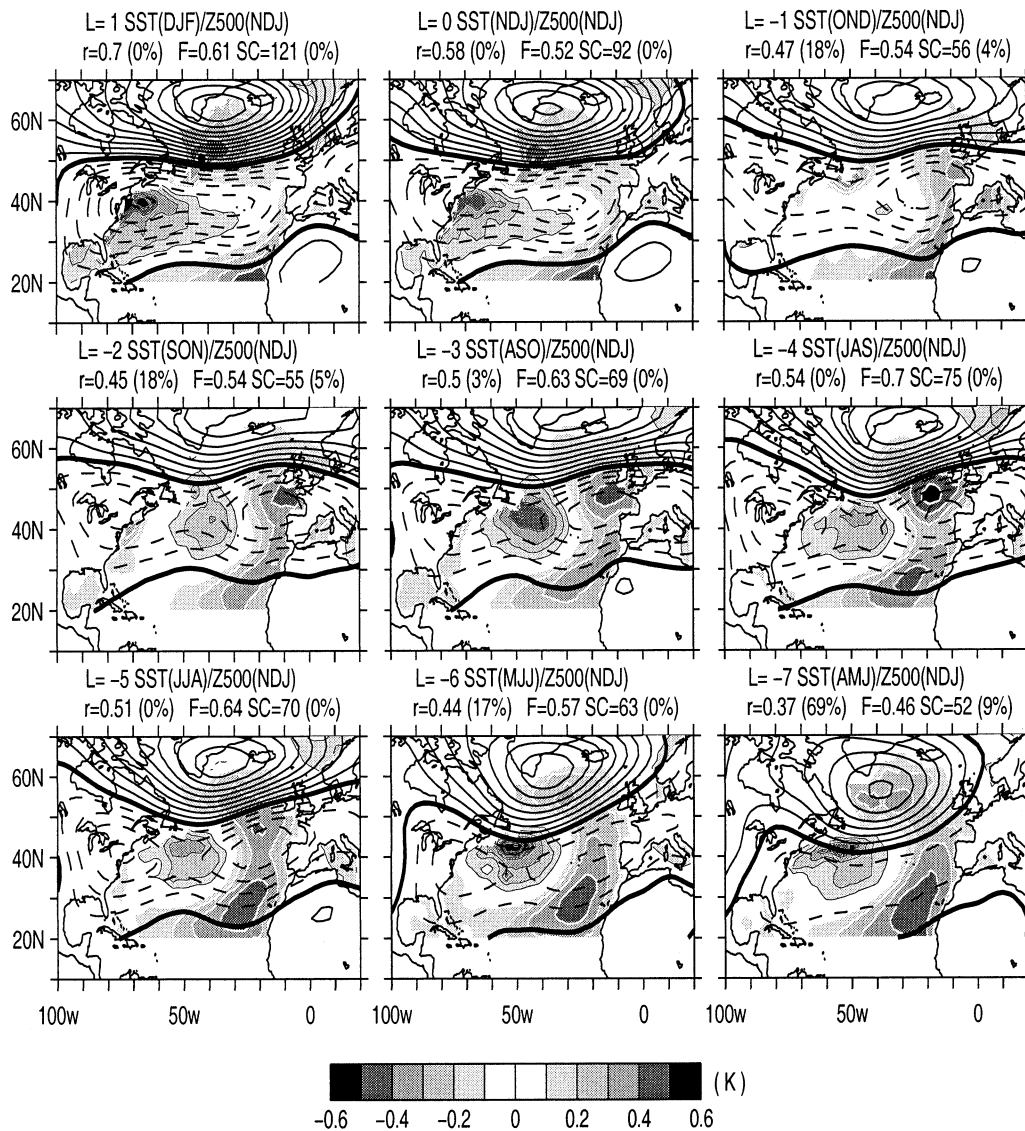 L= 1 SST(DJF)/Z500(NDJ)
r=0.7 (0%) F=0.61 SC=121 (0%)
L= 0 SST(NDJ)/Z500(NDJ)
r=0.58 (0%) F=0.52 SC=92 (0%)
L= −1 SST(OND)/Z500(NDJ)
r=0.47 (18%) F=0.54 SC=56 (4%)
60N
40N
20N
L= −2 SST(SON)/Z500(NDJ)
r=0.45 (18%) F=0.54 SC=55 (5%)
L= −3 SST(ASO)/Z500(NDJ)
r=0.5 (3%) F=0.63 SC=69 (0%)
L= −4 SST(JAS)/Z500(NDJ)
r=0.54 (0%) F=0.7 SC=75 (0%)
60N
40N
20N
L= −5 SST(JJA)/Z500(NDJ)
r=0.51 (0%) F=0.64 SC=70 (0%)
L= −6 SST(MJJ)/Z500(NDJ)
r=0.44 (17%) F=0.57 SC=63 (0%)
L= −7 SST(AMJ)/Z500(NDJ)
r=0.37 (69%) F=0.46 SC=52 (9%)
60N
40N
20N
100w 50w 0
100w 50w 0
100w 50w 0
(K)
−0.6 −0.4 −0.2 0 0.2 0.4 0.6